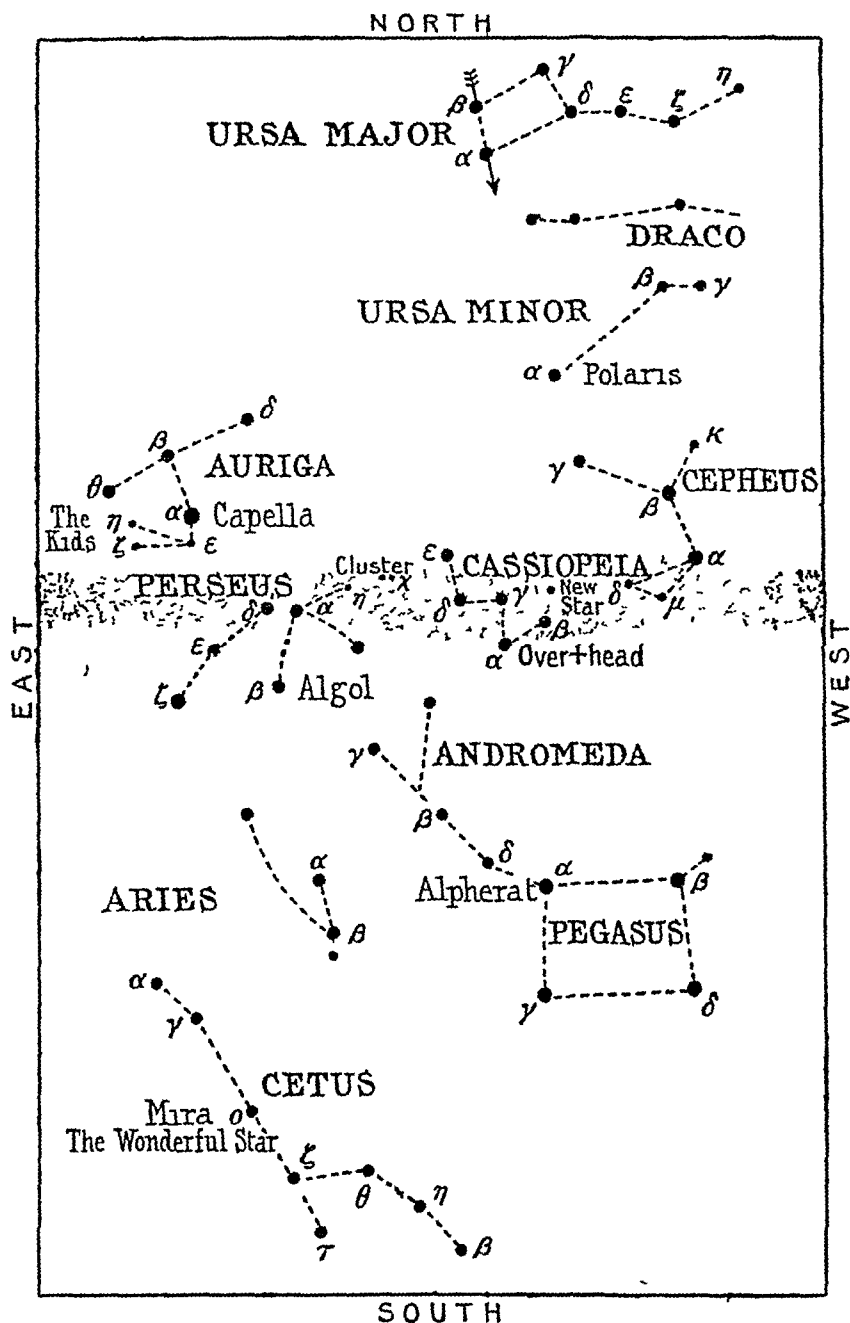 NORTH
γ
η
β
δ ε ζ
URSA MAJOR
α
DRACO
β γ
URSA MINOR
α Polaris
δ
β
κ
AURIGA
γ
CEPHEUS
θ
β
α Capella
The Kids
η
ζ ε
ε
CASSIOPEIA
α
Cluster
χ
PERSEUS
η
New Star
δ
δ α
δ γ
μ
β
ε
α Over+head
EAST
WEST
ζ
β Algol
γ ANDROMEDA
β
δ
α
α
Alpherat
β
ARIES
β
PEGASUS
α
γ
γ
δ
CETUS
Mira o
The Wonderful Star
ζ
θ
η
τ
β
SOUTH